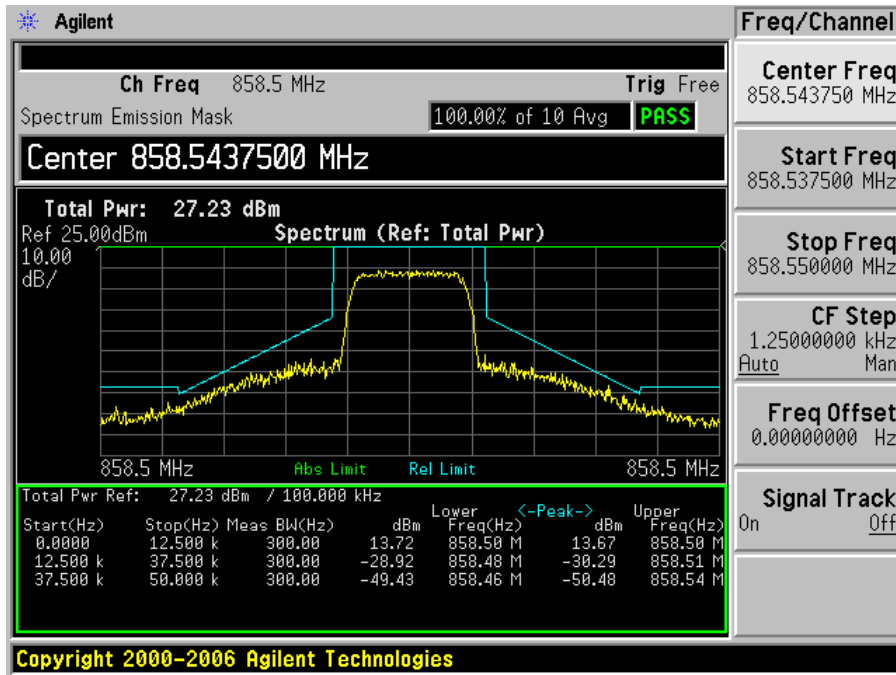 Agilent
Freq/Channel
Ch Freq 858.5 MHz Trig Free
Spectrum Emission Mask 100.00% of 10 Avg PASS
Center 858.5437500 MHz
Center Freq
858.543750 MHz
Start Freq
858.537500 MHz
Stop Freq
858.550000 MHz
CF Step
1.25000000 kHz
Auto Man
Freq Offset
0.00000000 Hz
Signal Track
On Off
Total Pwr: 27.23 dBm
Ref 25.00dBm Spectrum (Ref: Total Pwr)
10.00
dB/
858.5 MHz Abs Limit Rel Limit 858.5 MHz
Total Pwr Ref: 27.23 dBm / 100.000 kHz
Lower <-Peak-> Upper
Start(Hz) Stop(Hz) Meas BW(Hz) dBm Freq(Hz) dBm Freq(Hz)
0.0000 12.500 k 300.00 13.72 858.50 M 13.67 858.50 M
12.500 k 37.500 k 300.00 -28.92 858.48 M -30.29 858.51 M
37.500 k 50.000 k 300.00 -49.43 858.46 M -50.48 858.54 M
Copyright 2000-2006 Agilent Technologies